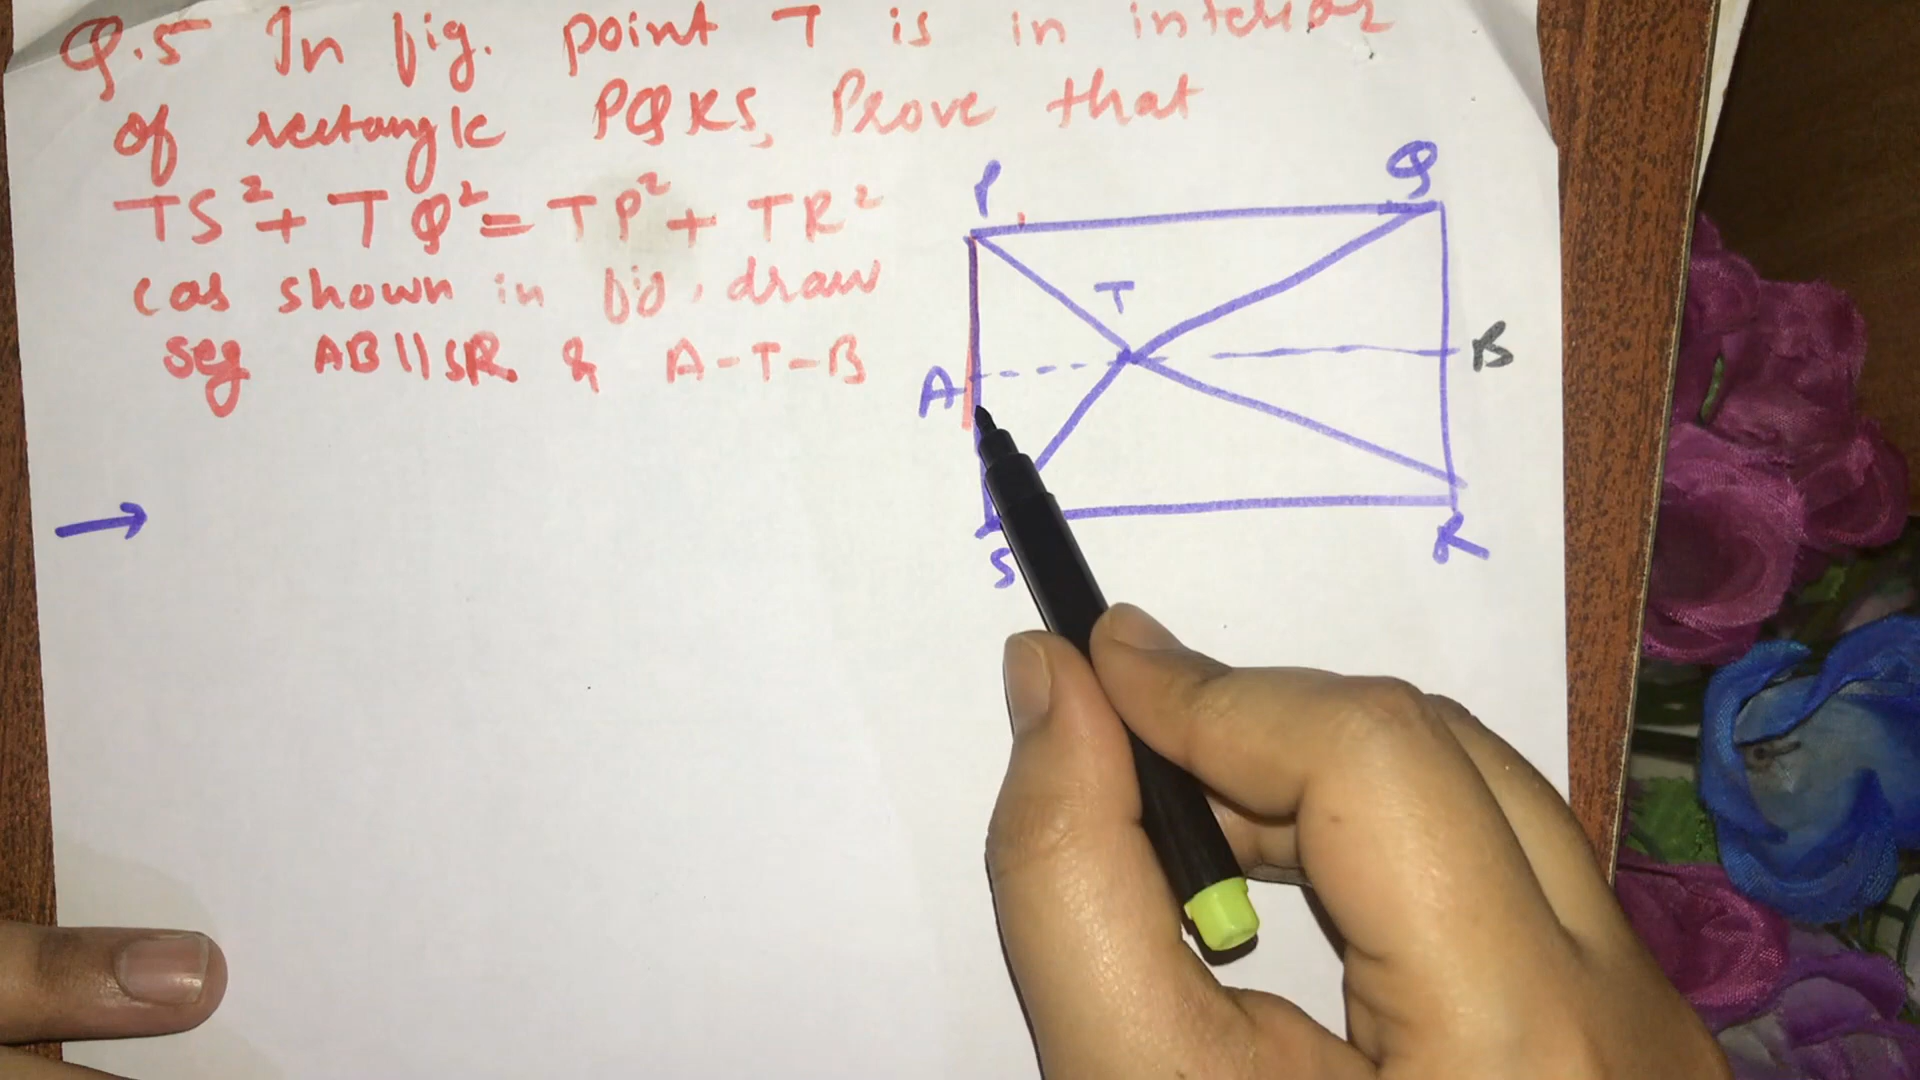 Q.5 In fig. point T is in interior
of rectangle PQRS, Prove that
TS² + TQ² = TP² + TR²
(as shown in fig. draw
seg AB || SR & A-T-B
P
Q
T
A
B
S
R